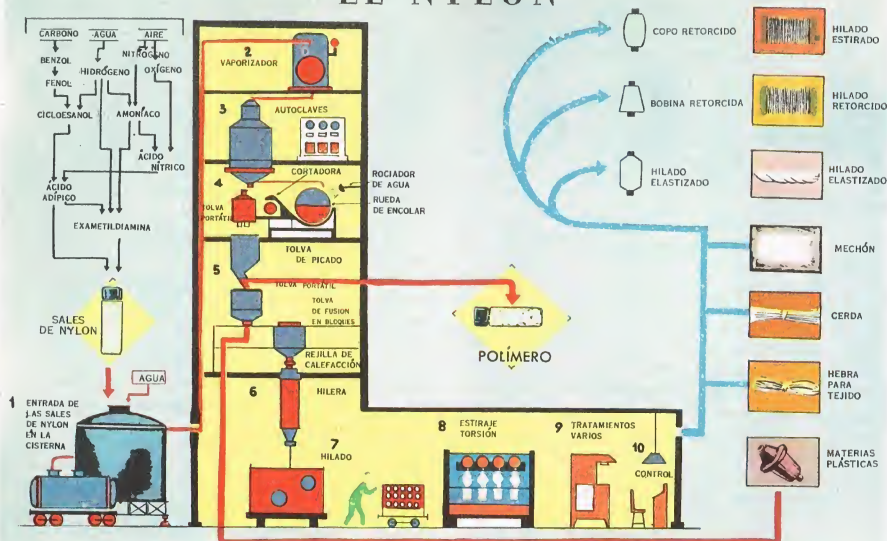 EL NYLON
CARBONO
AGUA
AIRE
BENZOL
NITRÓGENO
HIDRÓGENO
OXÍGENO
FENOL
CICLOESANOL
AMONÍACO
ÁCIDO
NÍTRICO
ÁCIDO
ADÍPICO
EXAMETILDIAMINA
SALES
DE NYLON
AGUA
1 ENTRADA DE
LAS SALES
DE NYLON
EN LA
CISTERNA
2
VAPORIZADOR
3
AUTOCLAVES
4
CORTADORA
ROCIADOR
DE AGUA
RUEDA
DE ENCOLAR
TOLVA
PORTÁTIL
5
TOLVA
DE PICADO
TOLVA PORTÁTIL
TOLVA
DE FUSION
EN BLOQUES
REJILLA DE
CALEFACCIÓN
6
HILERA
7
HILADO
8 ESTIRAJE
TORSIÓN
9 TRATAMIENTOS
VARIOS
10
CONTROL
POLÍMERO
COPO RETORCIDO
HILADO
ESTIRADO
BOBINA RETORCIDA
HILADO
RETORCIDO
HILADO
ELASTIZADO
HILADO
ELASTIZADO
MECHÓN
CERDA
HEBRA
PARA
TEJIDO
MATERIAS
PLÁSTICAS